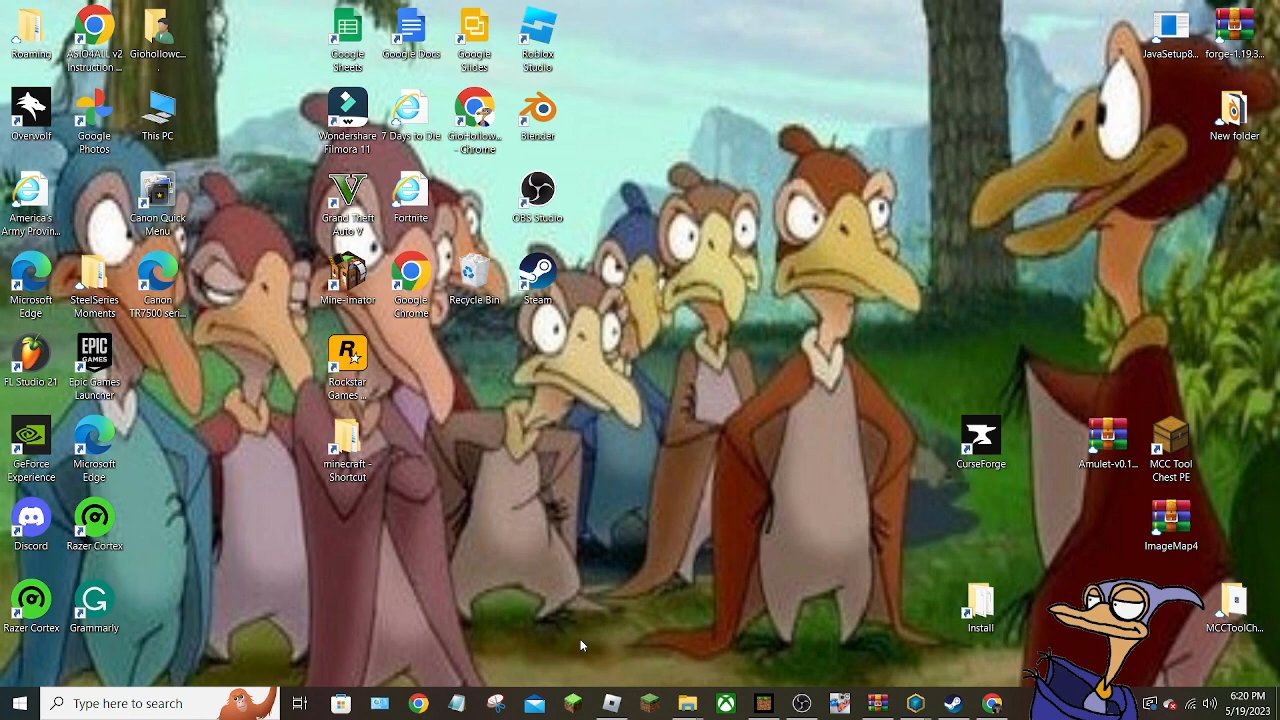 Roaming
ASIDWALL v2
instruction ...
Giohollowc...
.
Google
Sheets
Google Docs
Google
Slides
Roblox
Studio
JavaSetup8...
forge-1.19.3...
Overwolf
Google
Photos
This PC
Wondershare
Filmora 11
7 Days to Die
GioHollow...
- Chrome
Blender
New folder
America's
Army Provin...
Canon Quick
Menu
Grand Theft
Auto V
Fortnite
OBS Studio
Microsoft
Edge
SteelSeries
Moments
Canon
TR7500 seri...
Mine-imator
Google
Chrome
Recycle Bin
Steam
FL Studio 21
EPIC
GAMES
Epic Games
Launcher
Rockstar
Games ...
GeForce
Experience
Microsoft
Edge
minecraft -
Shortcut
CurseForge
Amulet-v0.1...
MCC Tool
Chest PE
Discord
Razer Cortex
ImageMap4
Razer Cortex
Grammarly
Install
MCCToolCh...
Type here to search
6:20 PM
5/19/2023